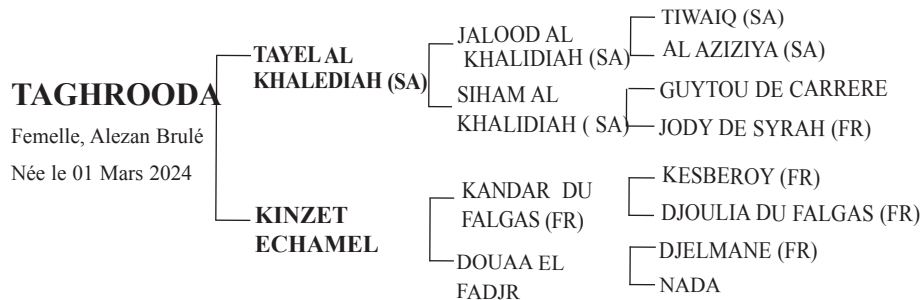 TAGHROODA
Femelle, Alezan Brulé
Née le 01 Mars 2024
TAYEL AL
KHALEDIAH (SA)
KINZET
ECHAMEL
JALOOD AL
KHALIDIAH (SA)
SIHAM AL
KHALIDIAH ( SA)
KANDAR DU
FALGAS (FR)
DOUAA EL
FADJR
TIWAIQ (SA)
AL AZIZIYA (SA)
GUYTOU DE CARRERE
JODY DE SYRAH (FR)
KESBEROY (FR)
DJOULIA DU FALGAS (FR)
DJELMANE (FR)
NADA